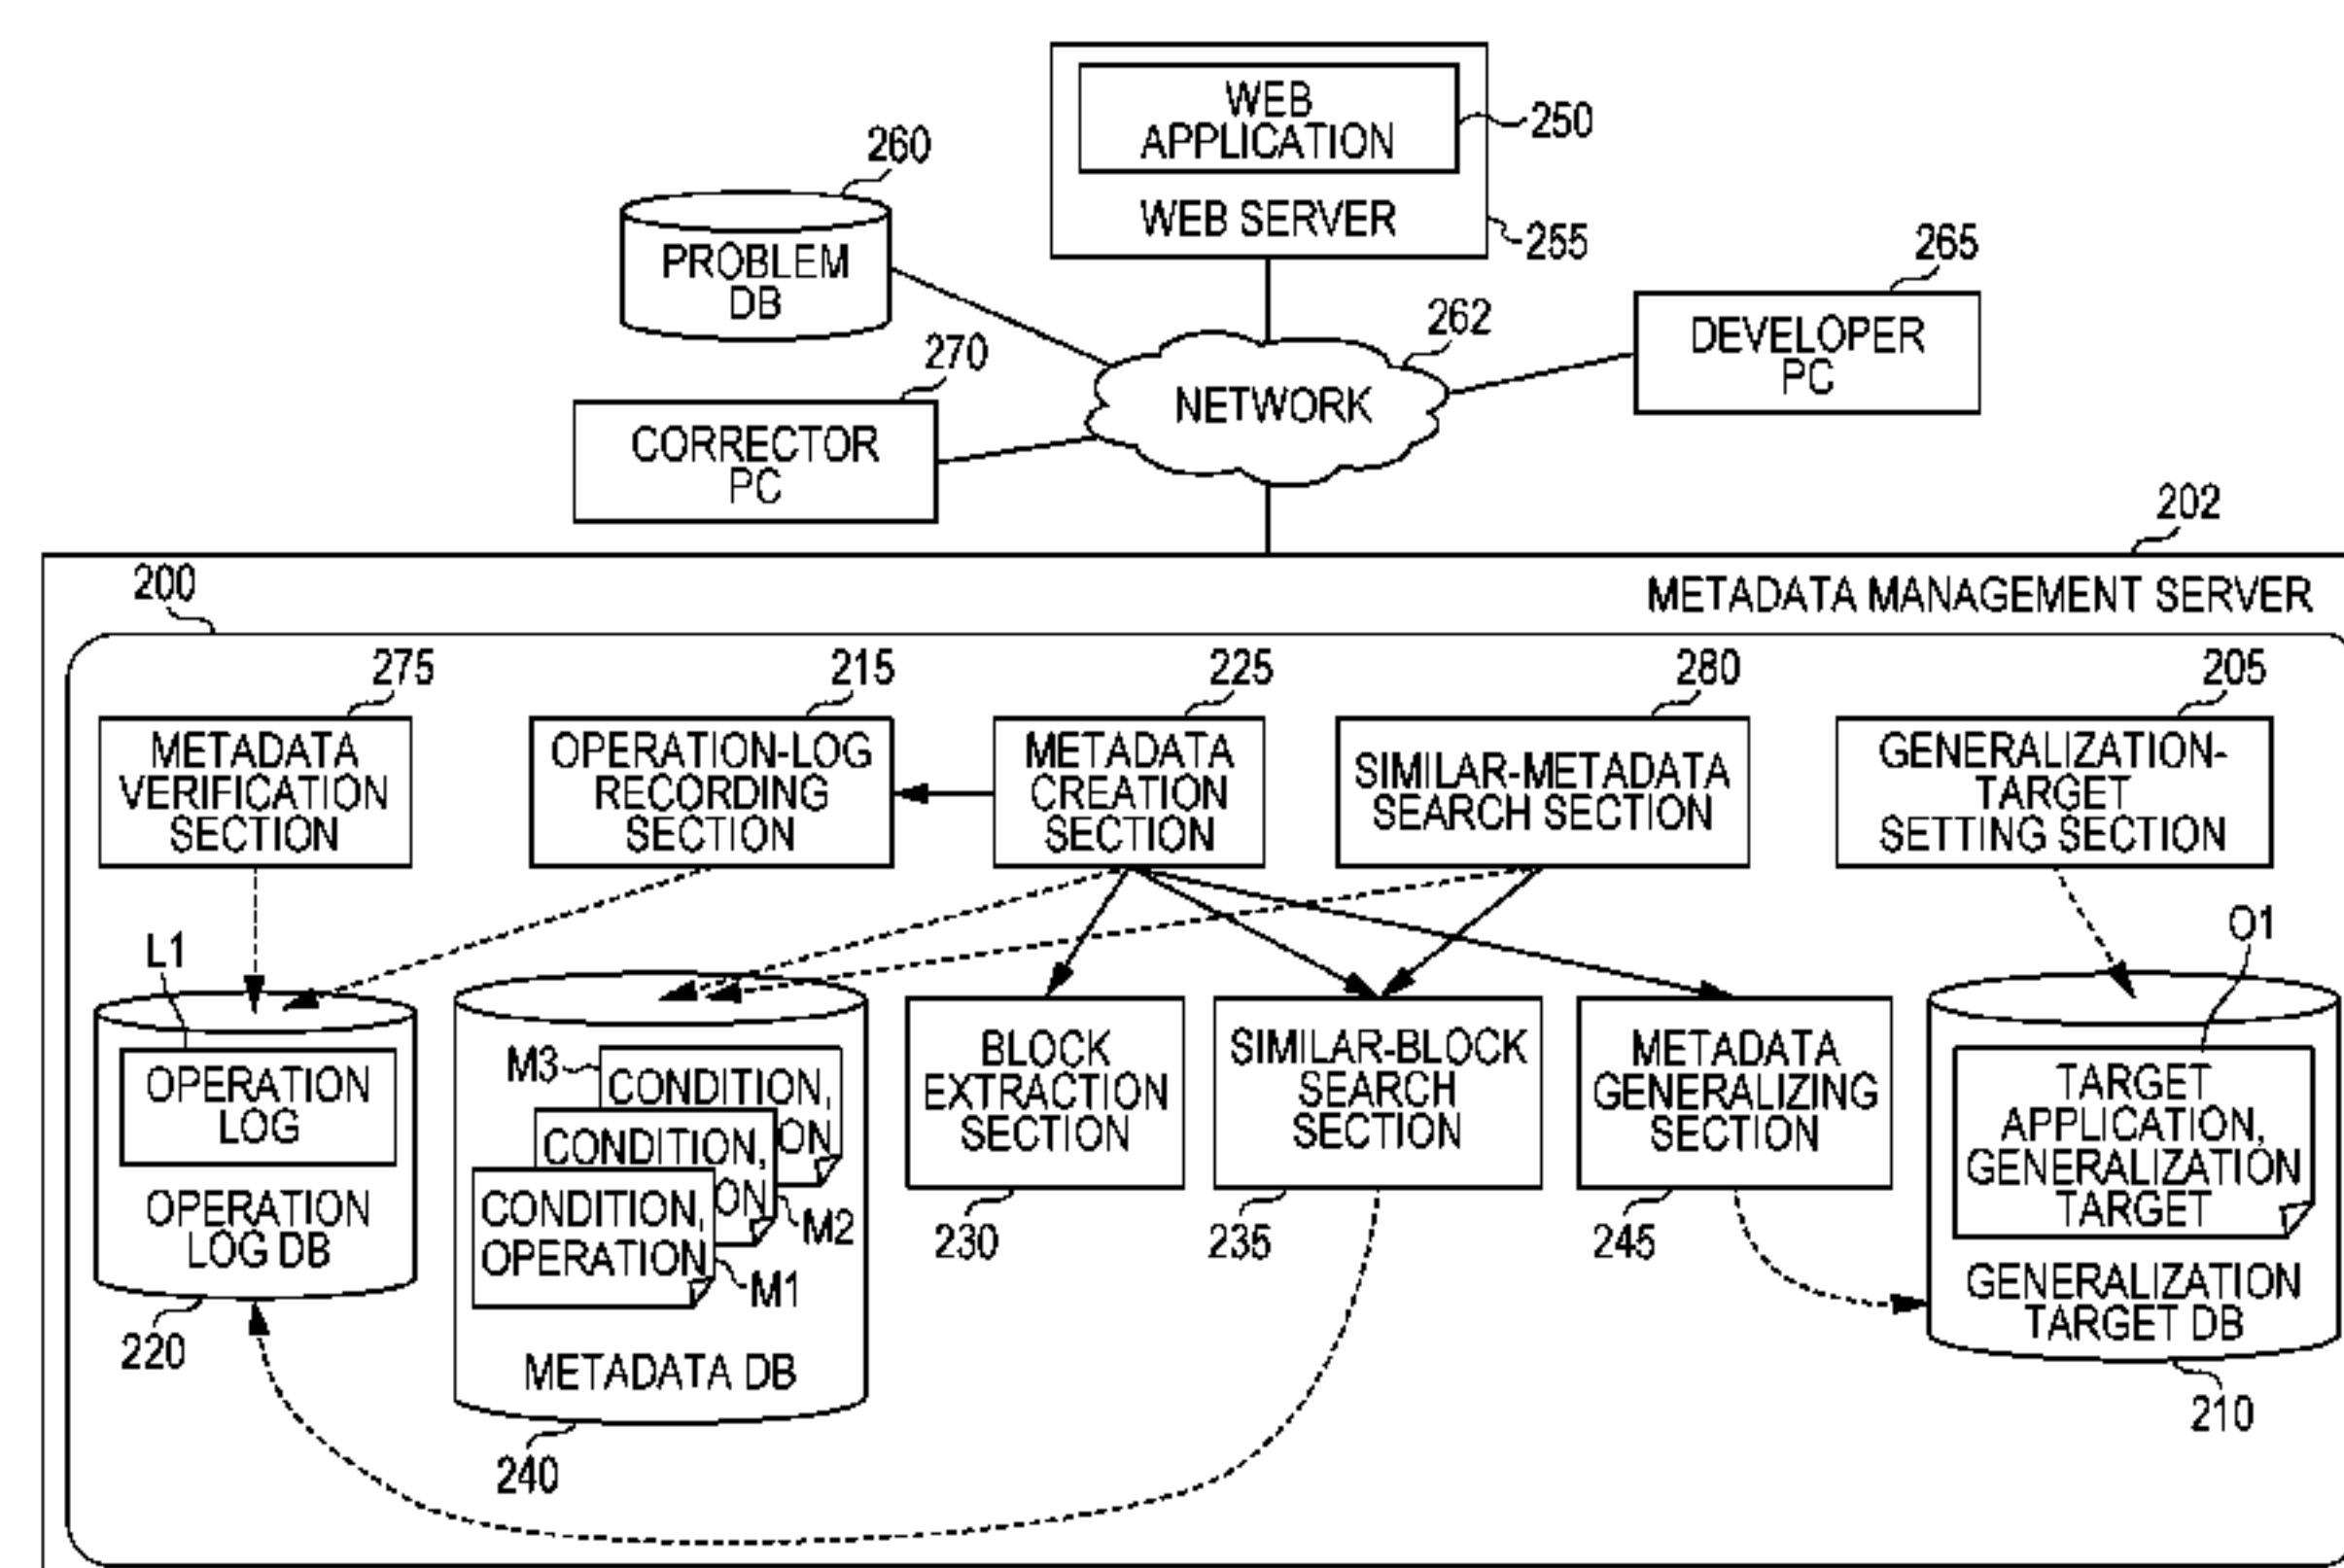 WEB
APPLICATION
250
WEB SERVER
255
260
PROBLEM
DB
265
DEVELOPER
PC
262
NETWORK
270
CORRECTOR
PC
202
METADATA MANAGEMENT SERVER
200
275
METADATA
VERIFICATION
SECTION
215
OPERATION-LOG
RECORDING
SECTION
225
METADATA
CREATION
SECTION
280
SIMILAR-METADATA
SEARCH SECTION
205
GENERALIZATION-
TARGET
SETTING SECTION
L1
OPERATION
LOG
OPERATION
LOG DB
220
M3
CONDITION,
ON
CONDITION,
ON
M2
CONDITION,
OPERATION
M1
METADATA DB
240
BLOCK
EXTRACTION
SECTION
230
SIMILAR-BLOCK
SEARCH
SECTION
235
METADATA
GENERALIZING
SECTION
245
O1
TARGET
APPLICATION,
GENERALIZATION
TARGET
GENERALIZATION
TARGET DB
210